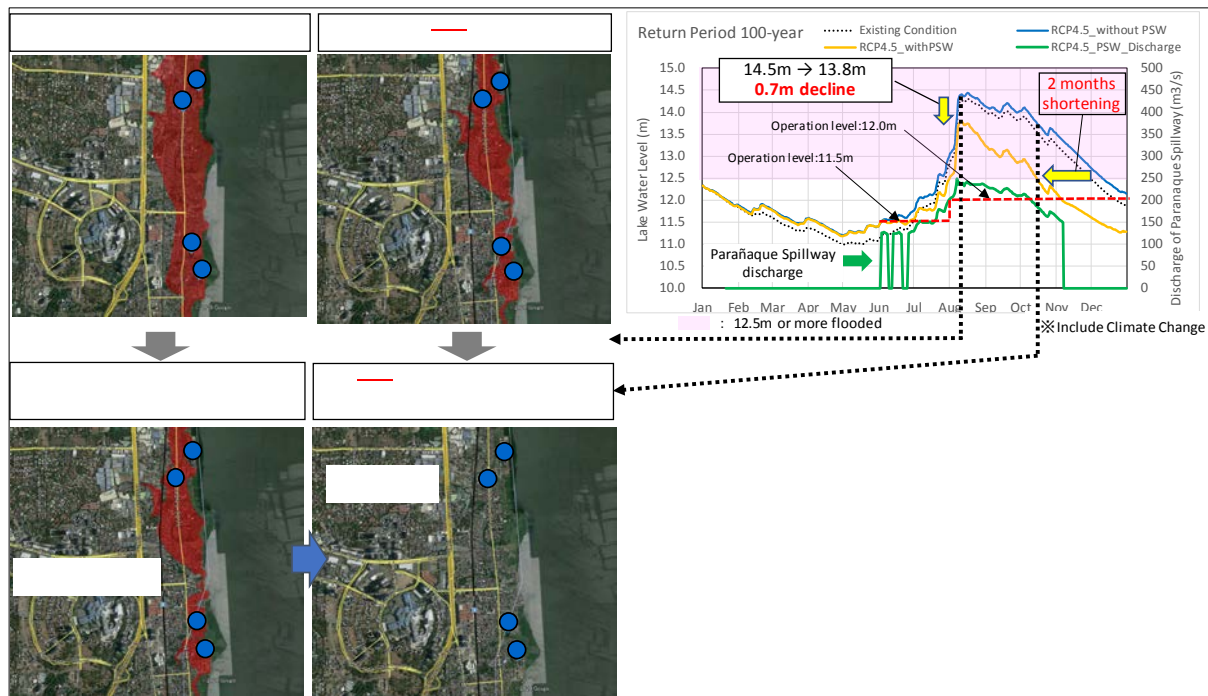 Return Period 100-year
Existing Condition
RCP4.5_without PSW
RCP4.5_withPSW
RCP4.5_PSW_Discharge
14.5m → 13.8m
0.7m decline
2 months
shortening
Operation level:12.0m
Operation level:11.5m
Parañaque Spillway
discharge
Lake Water Level (m)
15.0
14.5
14.0
13.5
13.0
12.5
12.0
11.5
11.0
10.5
10.0
500
450
400
350
300
250
200
150
100
50
0
Discharge of Paranaque Spillway (m3/s)
Jan Feb Mar Apr May Jun Jul Aug Sep Oct Nov Dec
: 12.5m or more flooded
※Include Climate Change